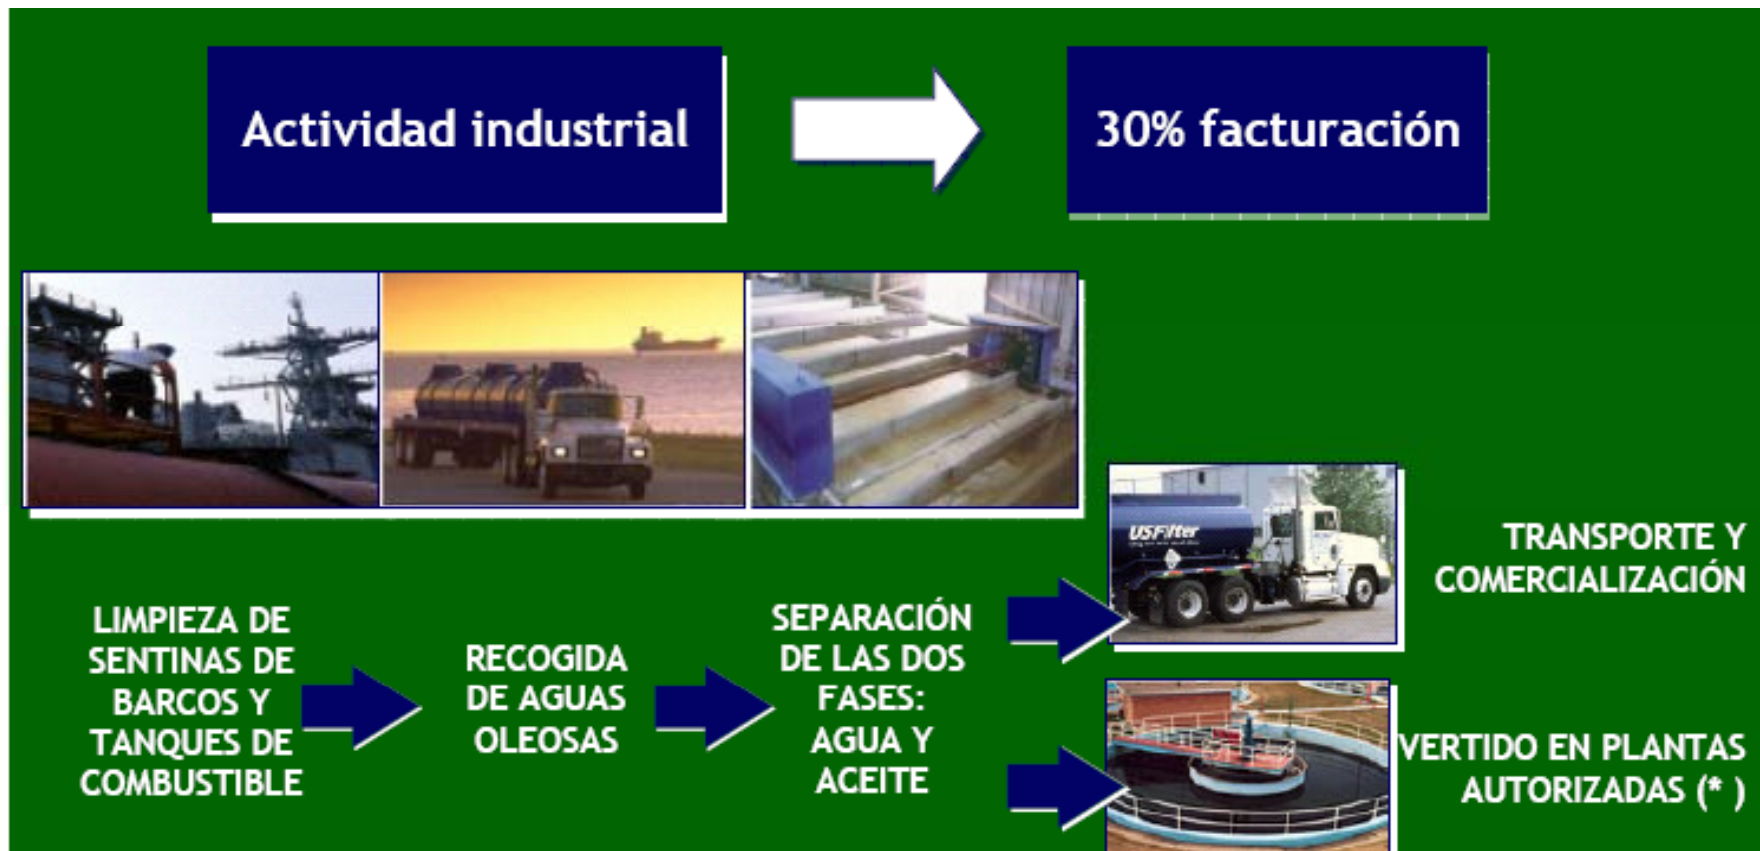 Actividad industrial
30% facturación
USFilter
TRANSPORTE Y
COMERCIALIZACIÓN
LIMPIEZA DE
SENTINAS DE
BARCOS Y
TANQUES DE
COMBUSTIBLE
RECOGIDA
DE AGUAS
OLEOSAS
SEPARACIÓN
DE LAS DOS
FASES:
AGUA Y
ACEITE
VERTIDO EN PLANTAS
AUTORIZADAS (* )